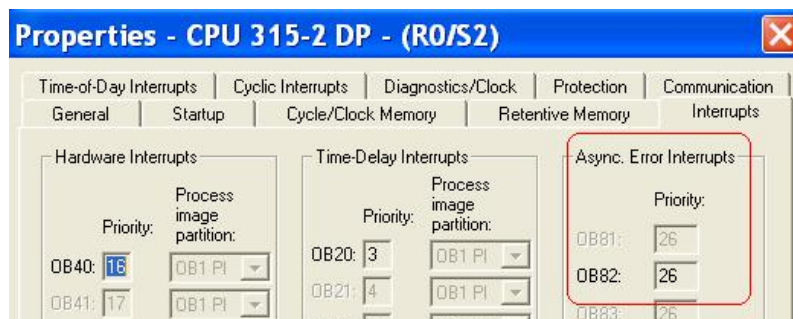 Properties - CPU 315-2 DP - (R0/S2)
Time-of-Day Interrupts Cyclic Interrupts Diagnostics/Clock Protection Communication
General Startup Cycle/Clock Memory Retentive Memory Interrupts
Hardware Interrupts Time-Delay Interrupts Async. Error Interrupts
Priority: Process image partition: Priority: Process image partition: Priority:
OB40: 16 OB1 PI OB20: 3 OB1 PI OB81: 26
OB41: 17 OB1 PI OB21: 4 OB1 PI OB82: 26
OB83: 26